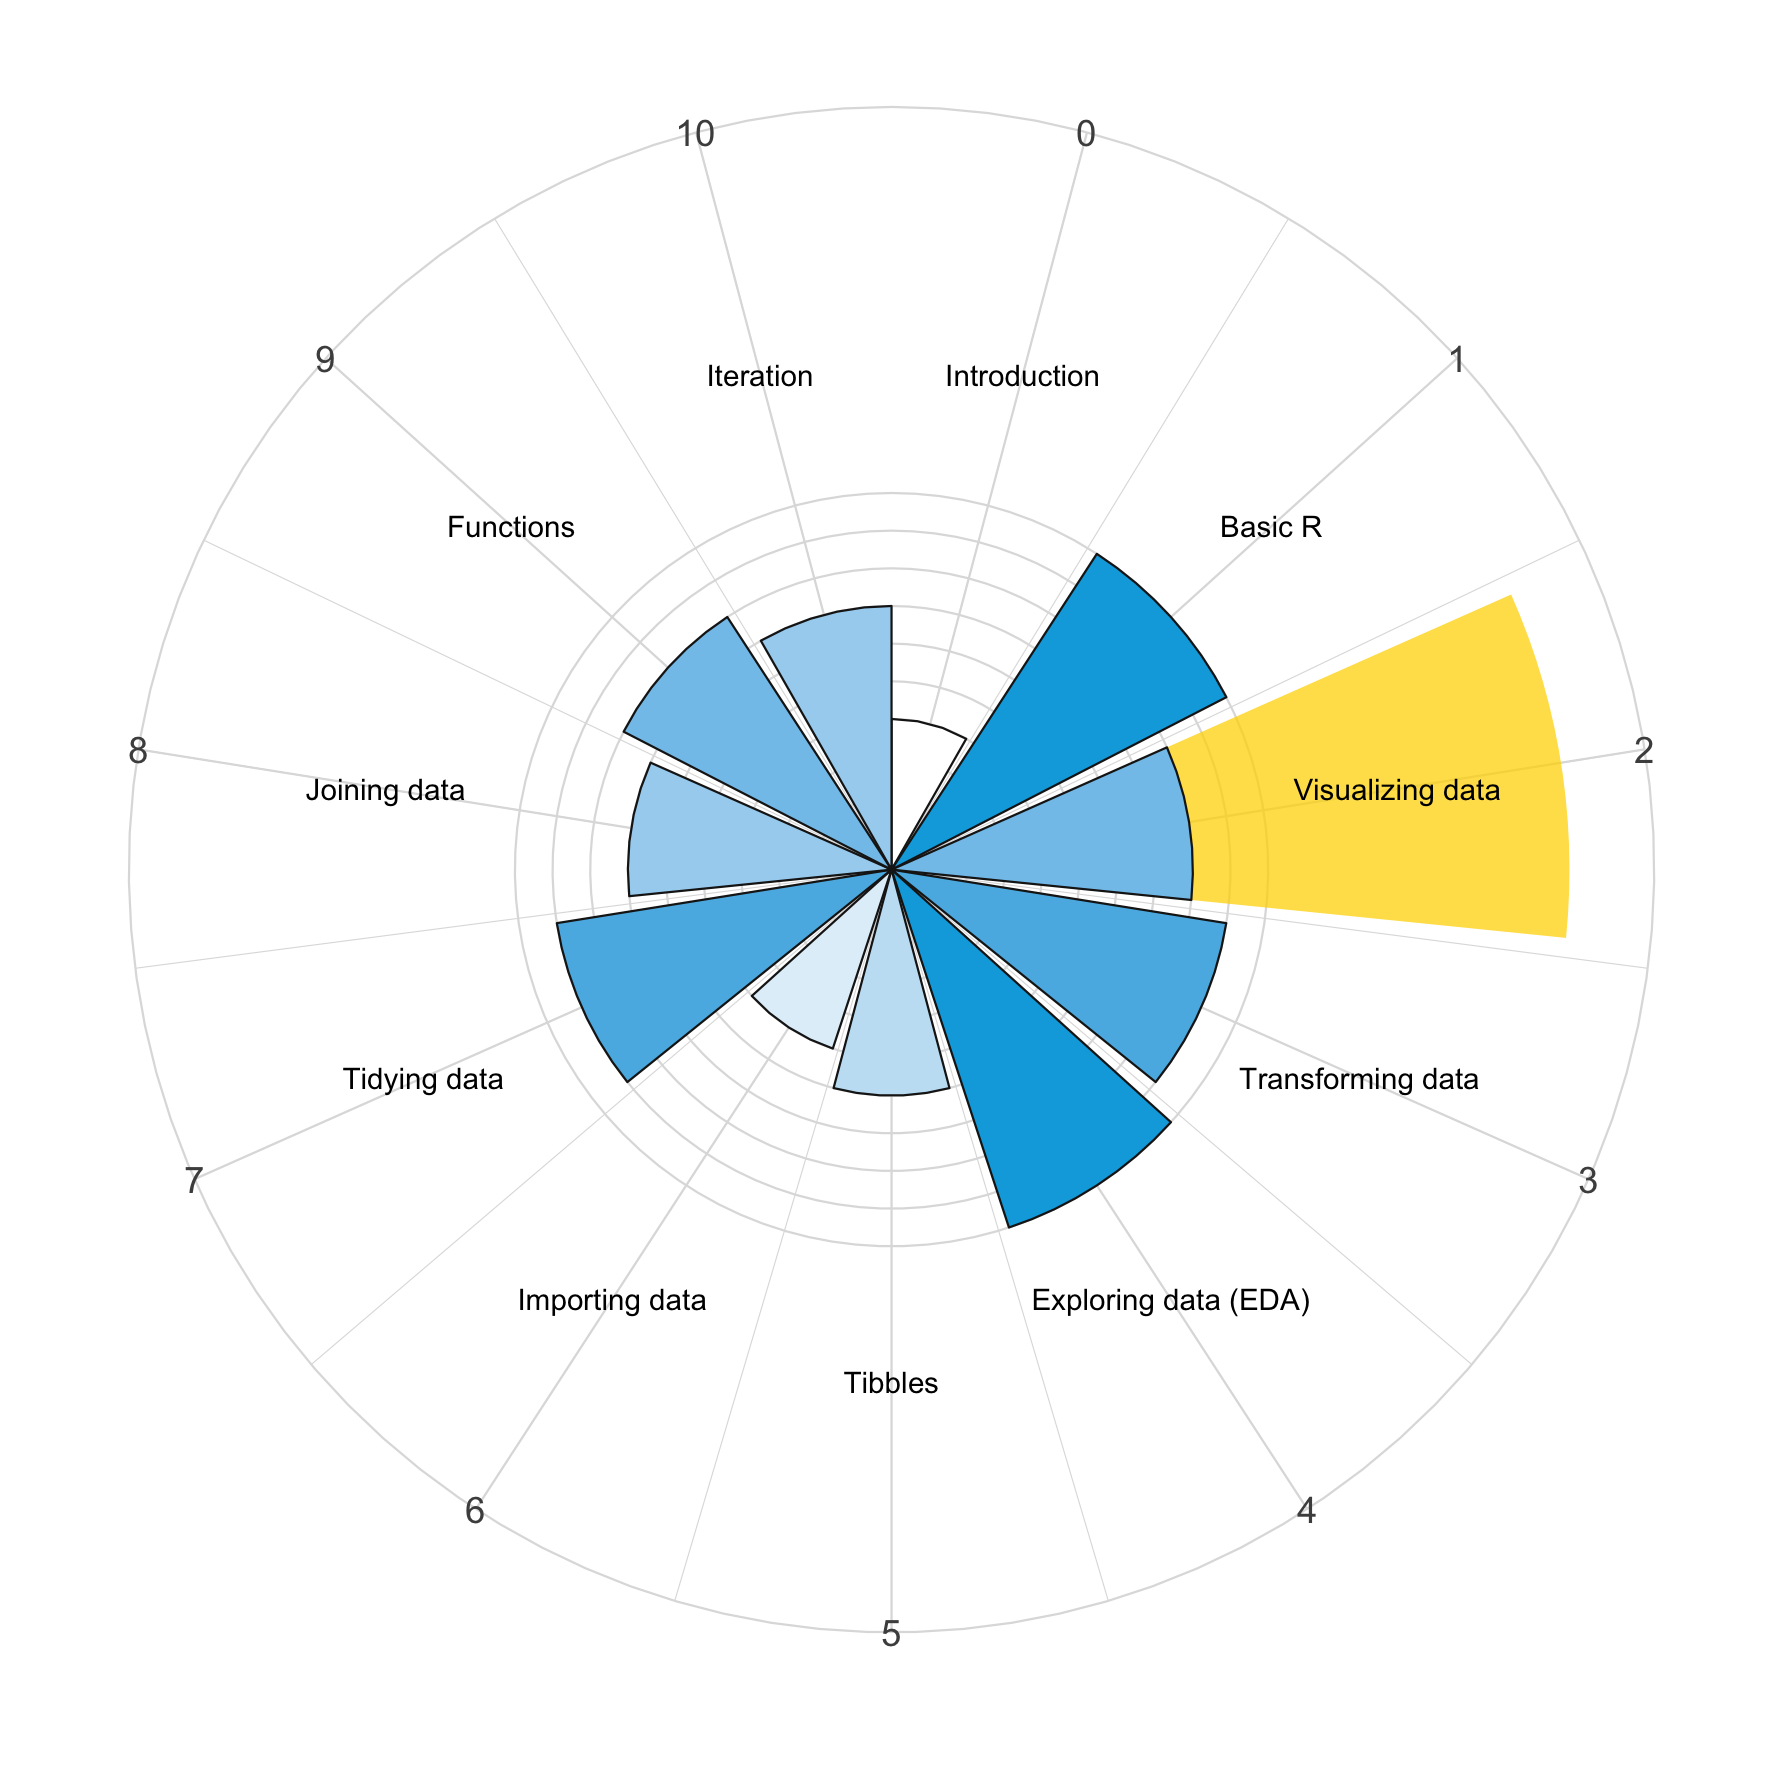 10
0
9
1
Iteration
Introduction
Functions
Basic R
8
2
Joining data
Visualizing data
Tidying data
Transforming data
7
3
Importing data
Exploring data (EDA)
Tibbles
6
4
5